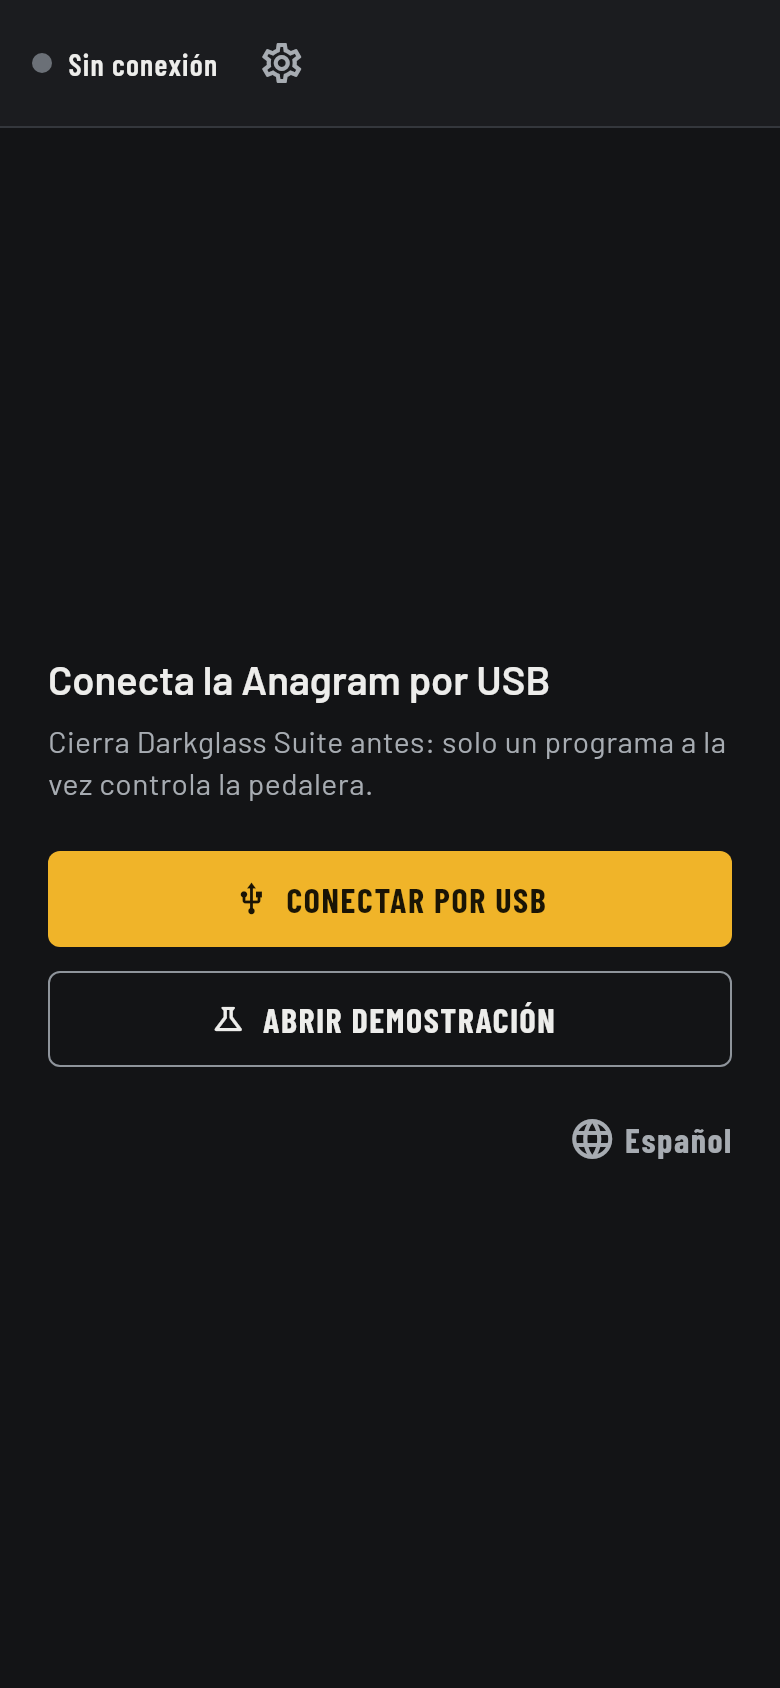 Sin conexión
Conecta la Anagram por USB
Cierra Darkglass Suite antes: solo un programa a la
vez controla la pedalera.
CONECTAR POR USB
ABRIR DEMOSTRACIÓN
Español